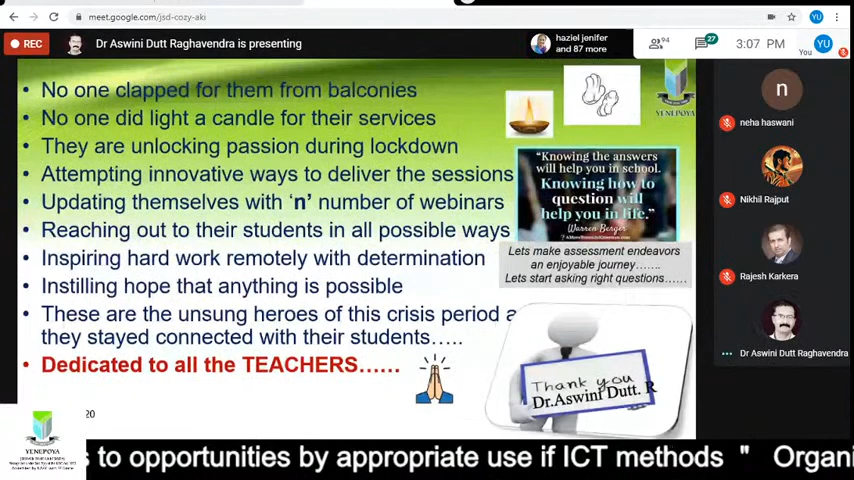 meet.google.com/jsd-cozy-aki
YU
REC
Dr Aswini Dutt Raghavendra is presenting
haziel jenifer
and 87 more
94
27
3:07 PM
YU
You
• No one clapped for them from balconies
• No one did light a candle for their services
• They are unlocking passion during lockdown
• Attempting innovative ways to deliver the sessions
• Updating themselves with ‘n’ number of webinars
• Reaching out to their students in all possible ways
• Inspiring hard work remotely with determination
• Instilling hope that anything is possible
• These are the unsung heroes of this crisis period a
they stayed connected with their students…..
• Dedicated to all the TEACHERS……
YENEPOYA
“Knowing the answers
will help you in school.
Knowing how to
question will
help you in life.”
Warren Berger
Lets make assessment endeavors
an enjoyable journey…….
Lets start asking right questions……
Thank you
Dr.Aswini Dutt. R
n
neha haswani
Nikhil Rajput
Rajesh Karkera
Dr Aswini Dutt Raghavendra
20
YENEPOYA
s to opportunities by appropriate use if ICT methods " Organi